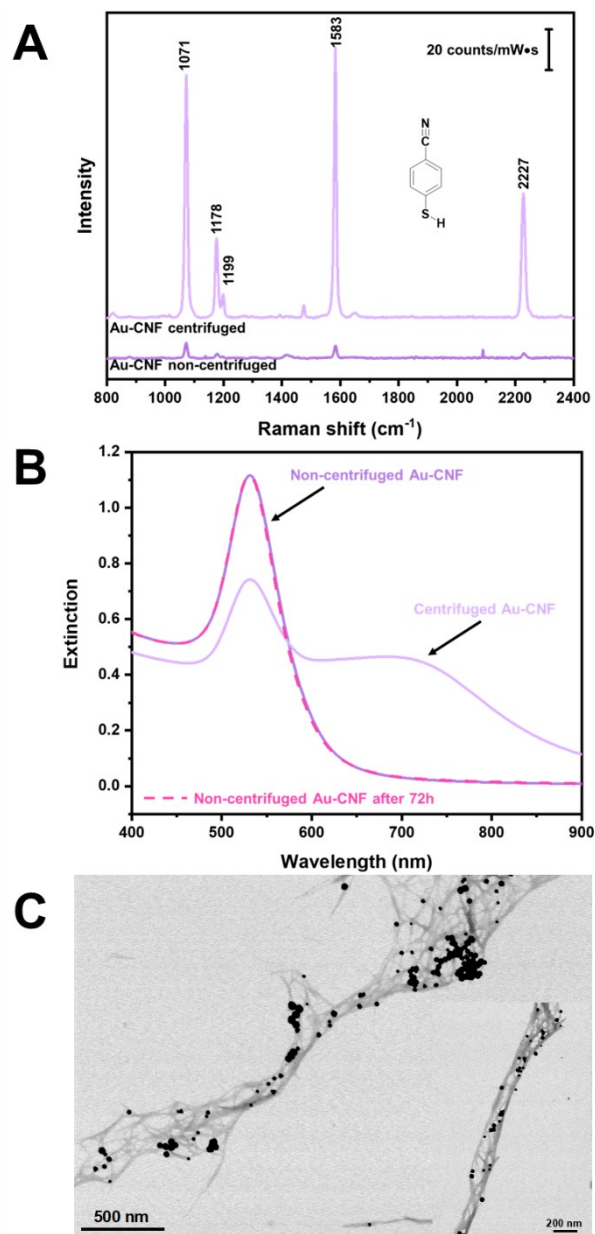 A
1071
1178
1199
1583
2227
20 counts/mW•s
N
C
S
H
Intensity
Au-CNF centrifuged
Au-CNF non-centrifuged
800 1000 1200 1400 1600 1800 2000 2200 2400
Raman shift (cm-1)
B
1.2
1.0
0.8
0.6
0.4
0.2
0.0
Extinction
Non-centrifuged Au-CNF
Centrifuged Au-CNF
Non-centrifuged Au-CNF after 72h
400 500 600 700 800 900
Wavelength (nm)
C
500 nm
200 nm